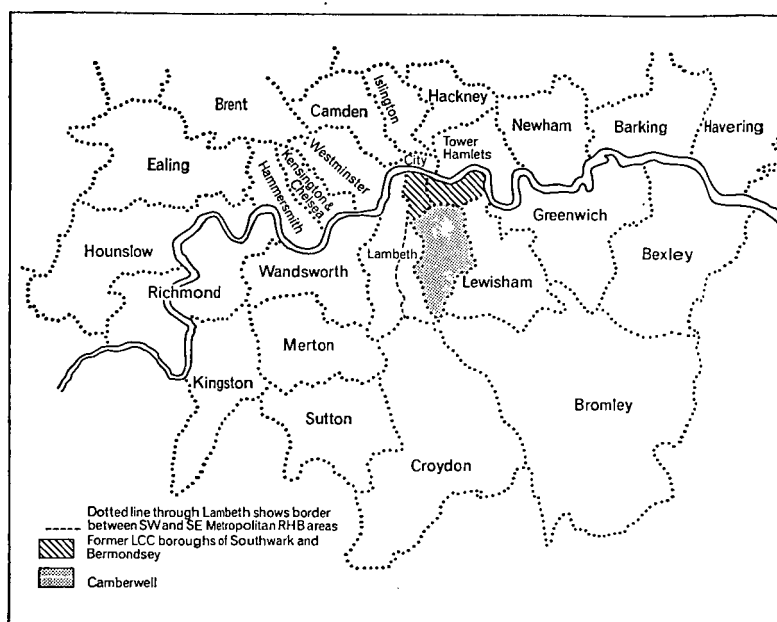 Brent
Camden
Islington
Hackney
Newham
Barking
Havering
Ealing
Hammersmith
Kensington &
Chelsea
Westminster
City
Tower
Hamlets
Hounslow
Richmond
Wandsworth
Lambeth
Lewisham
Greenwich
Bexley
Kingston
Merton
Sutton
Croydon
Bromley
Dotted line through Lambeth shows border
between SW and SE Metropolitan RHB areas
Former LCC boroughs of Southwark and
Bermondsey
Camberwell